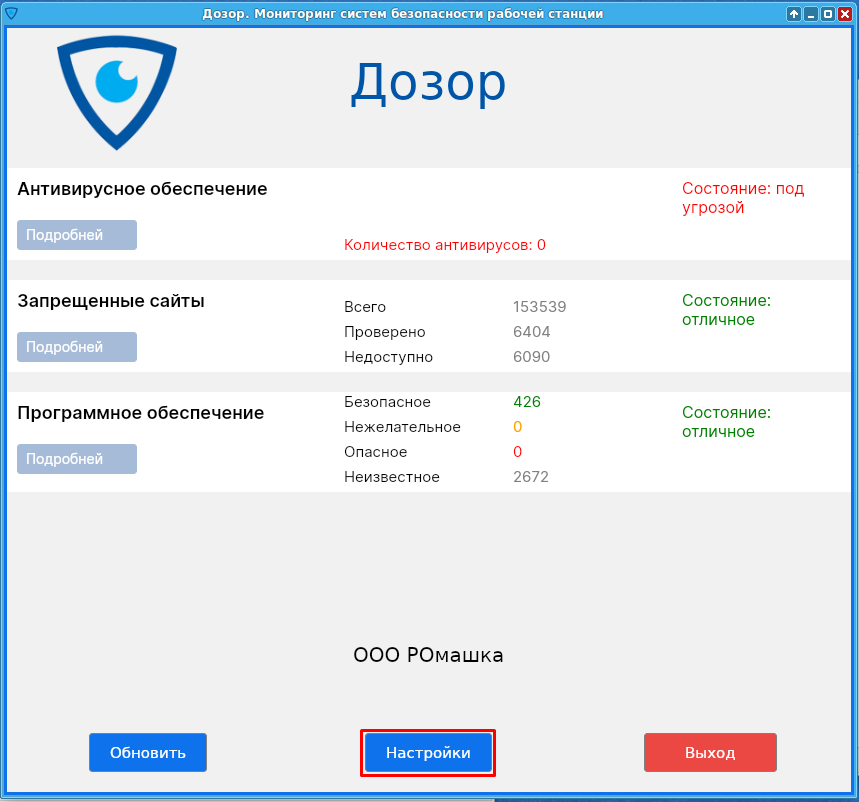 Дозор. Мониторинг систем безопасности рабочей станции
Дозор
Антивирусное обеспечение
Состояние: под
угрозой
Подробней
Количество антивирусов: 0
Запрещенные сайты
Всего 153539
Состояние:
отличное
Проверено 6404
Подробней
Недоступно 6090
Программное обеспечение
Безопасное 426
Состояние:
отличное
Нежелательное 0
Подробней
Опасное 0
Неизвестное 2672
ООО РОмашка
Обновить
Настройки
Выход